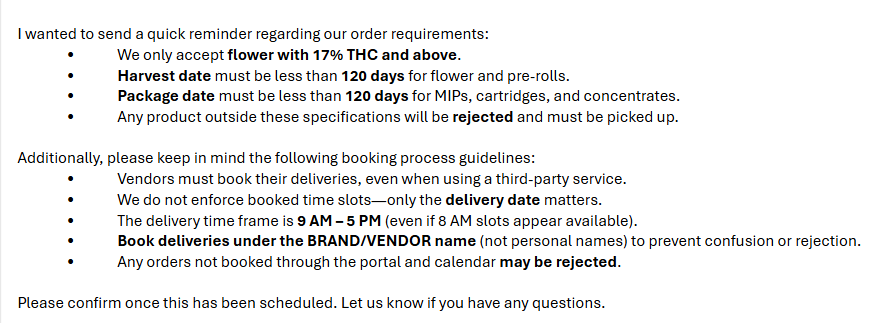 I wanted to send a quick reminder regarding our order requirements:
• We only accept flower with 17% THC and above.
• Harvest date must be less than 120 days for flower and pre-rolls.
• Package date must be less than 120 days for MIPs, cartridges, and concentrates.
• Any product outside these specifications will be rejected and must be picked up.
Additionally, please keep in mind the following booking process guidelines:
• Vendors must book their deliveries, even when using a third-party service.
• We do not enforce booked time slots—only the delivery date matters.
• The delivery time frame is 9 AM – 5 PM (even if 8 AM slots appear available).
• Book deliveries under the BRAND/VENDOR name (not personal names) to prevent confusion or rejection.
• Any orders not booked through the portal and calendar may be rejected.
Please confirm once this has been scheduled. Let us know if you have any questions.